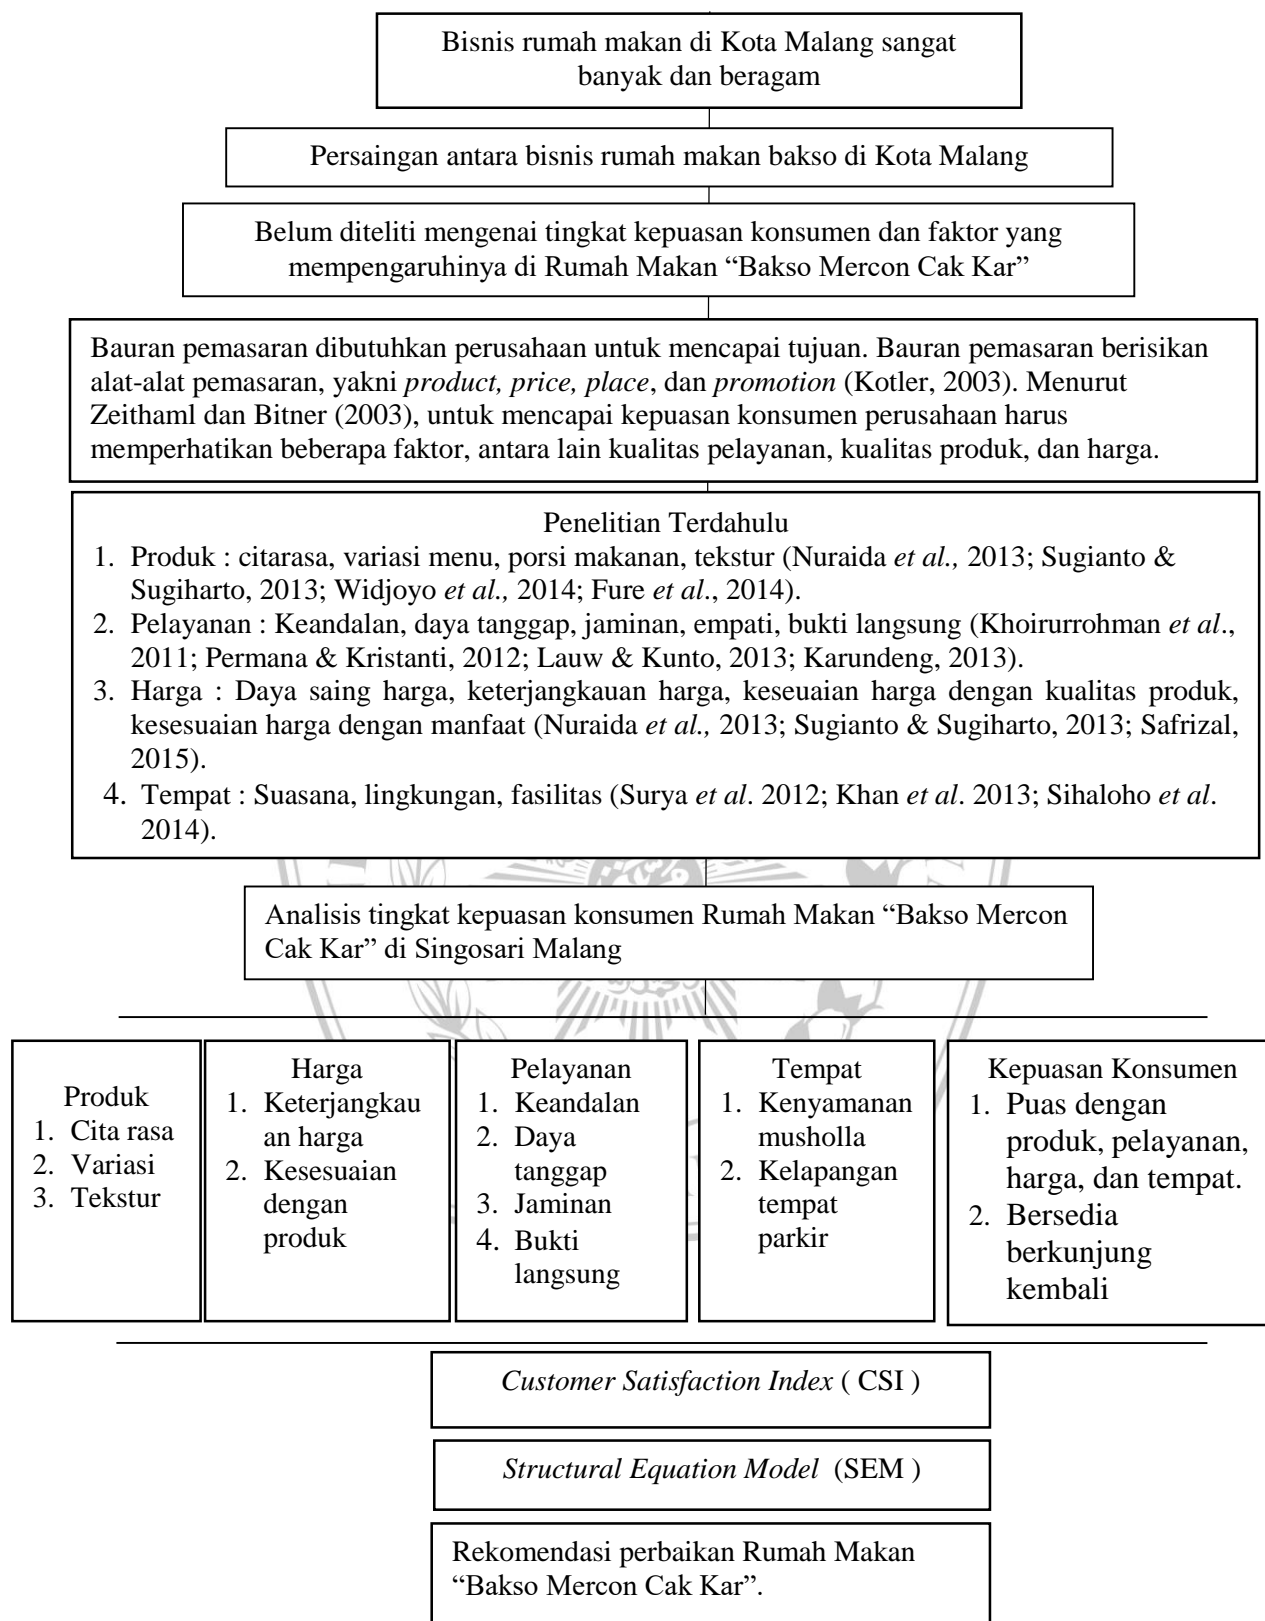 Bisnis rumah makan di Kota Malang sangat
banyak dan beragam
Persaingan antara bisnis rumah makan bakso di Kota Malang
Belum diteliti mengenai tingkat kepuasan konsumen dan faktor yang
mempengaruhinya di Rumah Makan “Bakso Mercon Cak Kar”
Bauran pemasaran dibutuhkan perusahaan untuk mencapai tujuan. Bauran pemasaran berisikan
alat-alat pemasaran, yakni product, price, place, dan promotion (Kotler, 2003). Menurut
Zeithaml dan Bitner (2003), untuk mencapai kepuasan konsumen perusahaan harus
memperhatikan beberapa faktor, antara lain kualitas pelayanan, kualitas produk, dan harga.
Penelitian Terdahulu
1. Produk : citarasa, variasi menu, porsi makanan, tekstur (Nuraida et al., 2013; Sugianto &
Sugiharto, 2013; Widjoyo et al., 2014; Fure et al., 2014).
2. Pelayanan : Keandalan, daya tanggap, jaminan, empati, bukti langsung (Khoirurrohman et al.,
2011; Permana & Kristanti, 2012; Lauw & Kunto, 2013; Karundeng, 2013).
3. Harga : Daya saing harga, keterjangkauan harga, keseuaian harga dengan kualitas produk,
kesesuaian harga dengan manfaat (Nuraida et al., 2013; Sugianto & Sugiharto, 2013; Safrizal,
2015).
4. Tempat : Suasana, lingkungan, fasilitas (Surya et al. 2012; Khan et al. 2013; Sihaloho et al.
2014).
Analisis tingkat kepuasan konsumen Rumah Makan “Bakso Mercon
Cak Kar” di Singosari Malang
Produk
1. Cita rasa
2. Variasi
3. Tekstur
Harga
1. Keterjangkau
an harga
2. Kesesuaian
dengan
produk
Pelayanan
1. Keandalan
2. Daya
tanggap
3. Jaminan
4. Bukti
langsung
Tempat
1. Kenyamanan
musholla
2. Kelapangan
tempat
parkir
Kepuasan Konsumen
1. Puas dengan
produk, pelayanan,
harga, dan tempat.
2. Bersedia
berkunjung
kembali
Customer Satisfaction Index ( CSI )
Structural Equation Model (SEM )
Rekomendasi perbaikan Rumah Makan
“Bakso Mercon Cak Kar”.